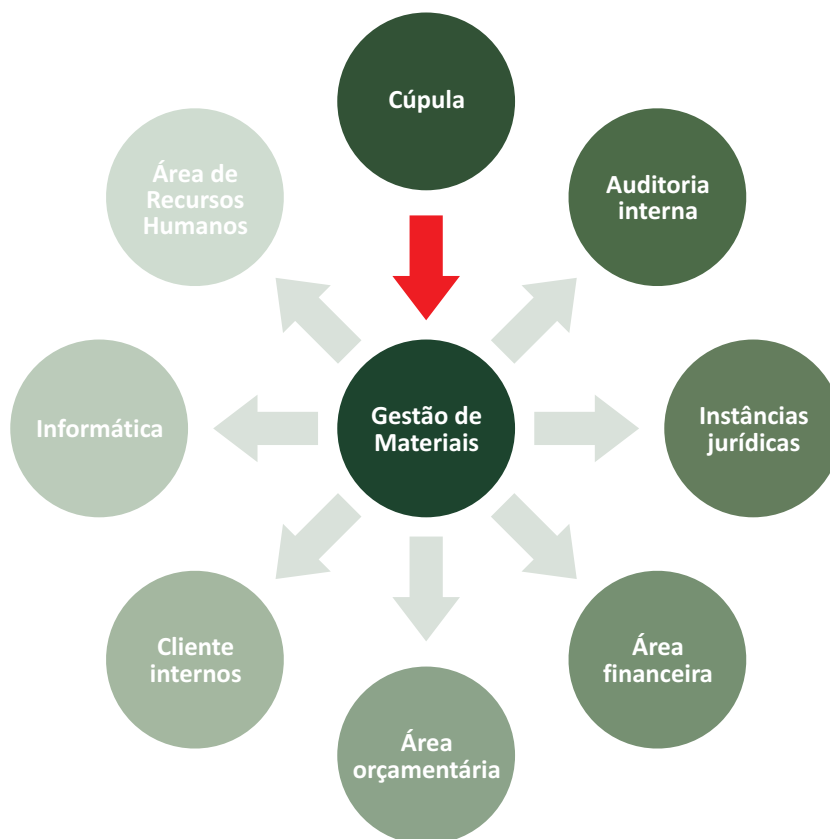 Cúpula
Auditoria
interna
Instâncias
jurídicas
Área
financeira
Área
orçamentária
Cliente
internos
Informática
Área de
Recursos
Humanos
Gestão de
Materiais